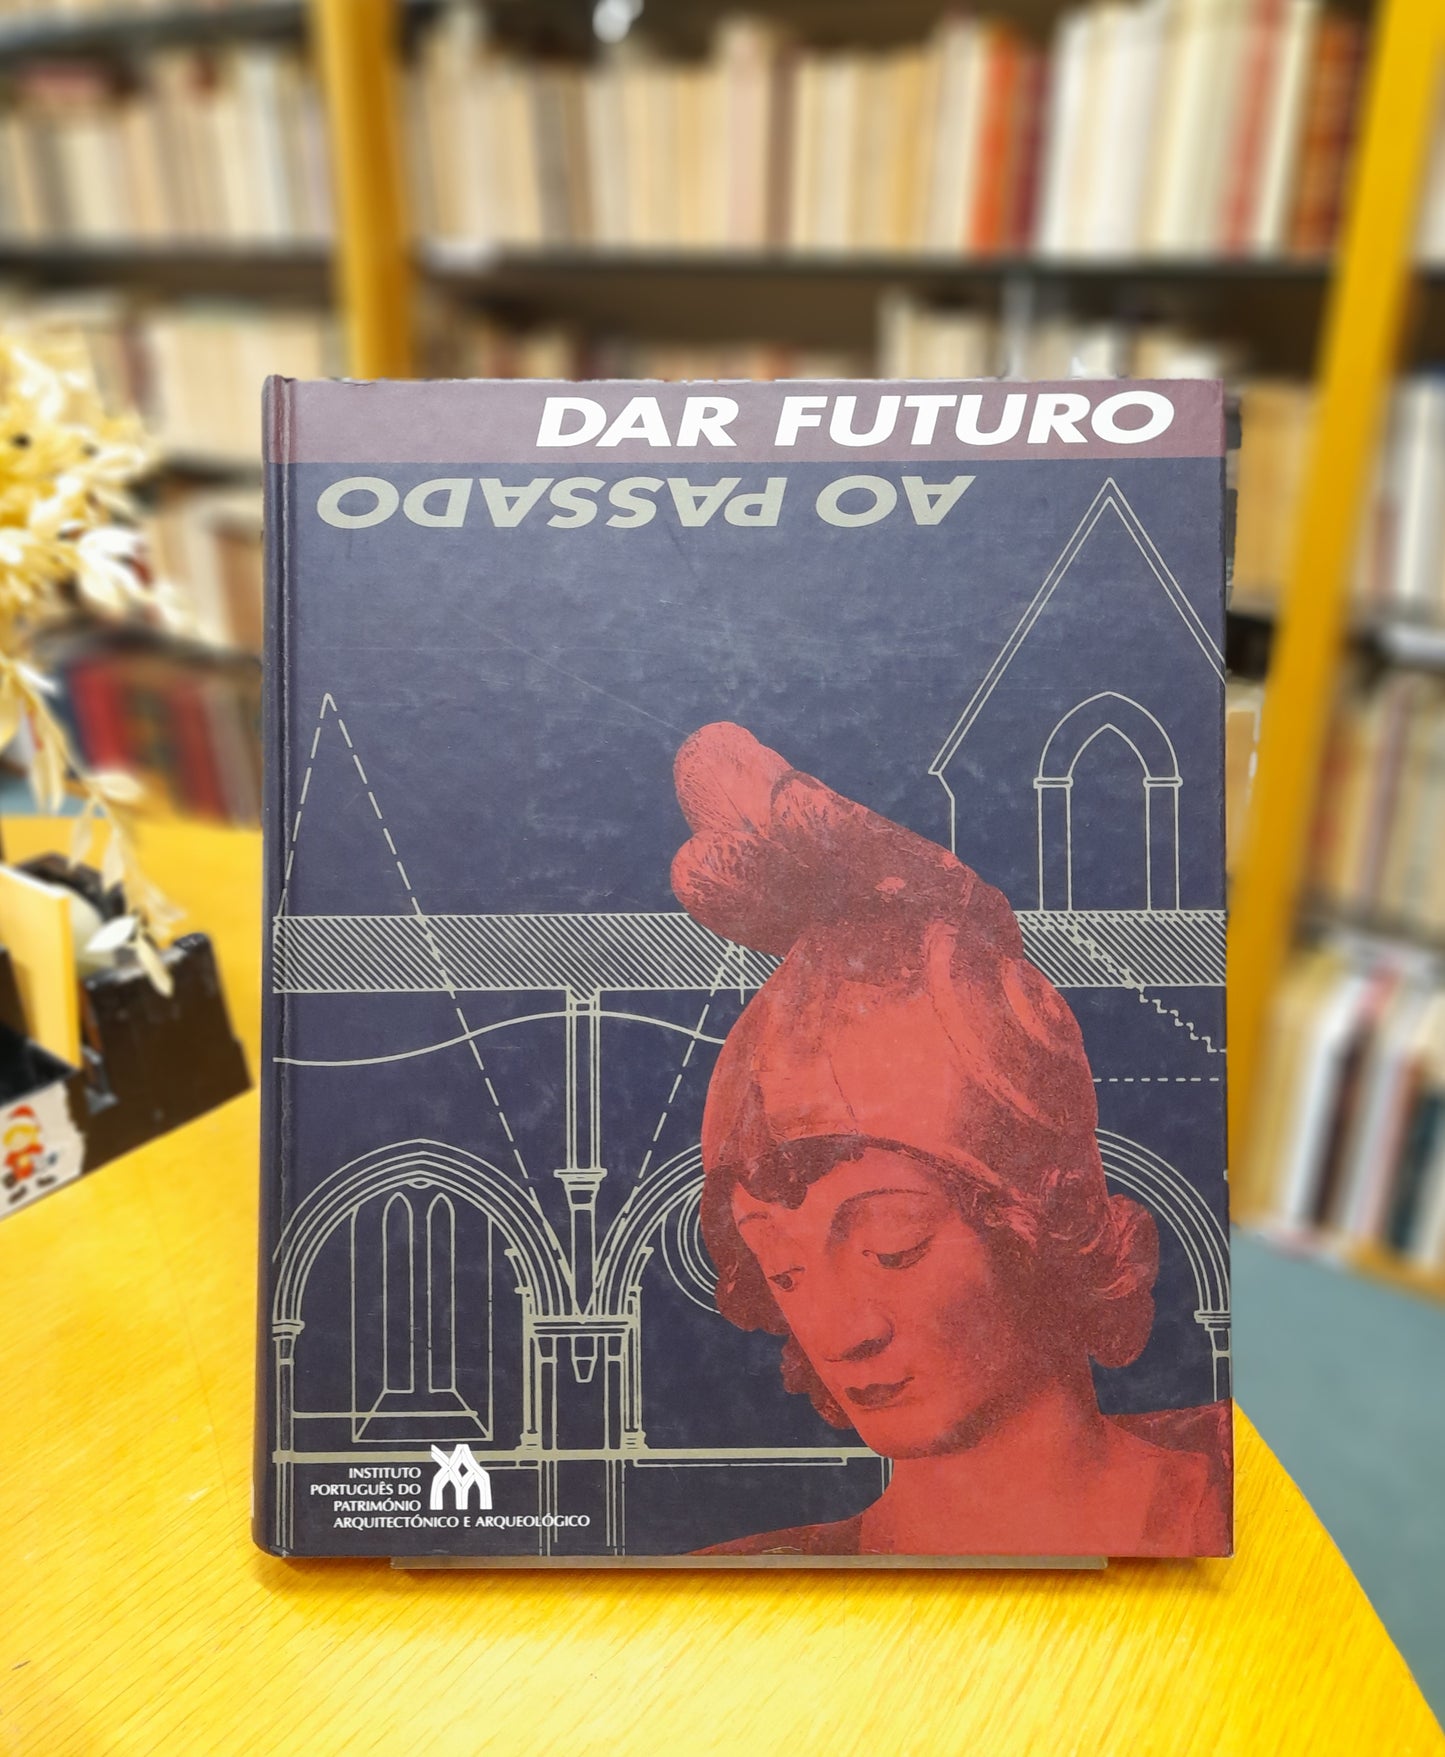 DAR FUTURO
AO PASSADO
INSTITUTO
PORTUGUÊS DO
PATRIMÓNIO
ARQUITECTÓNICO E ARQUEOLÓGICO